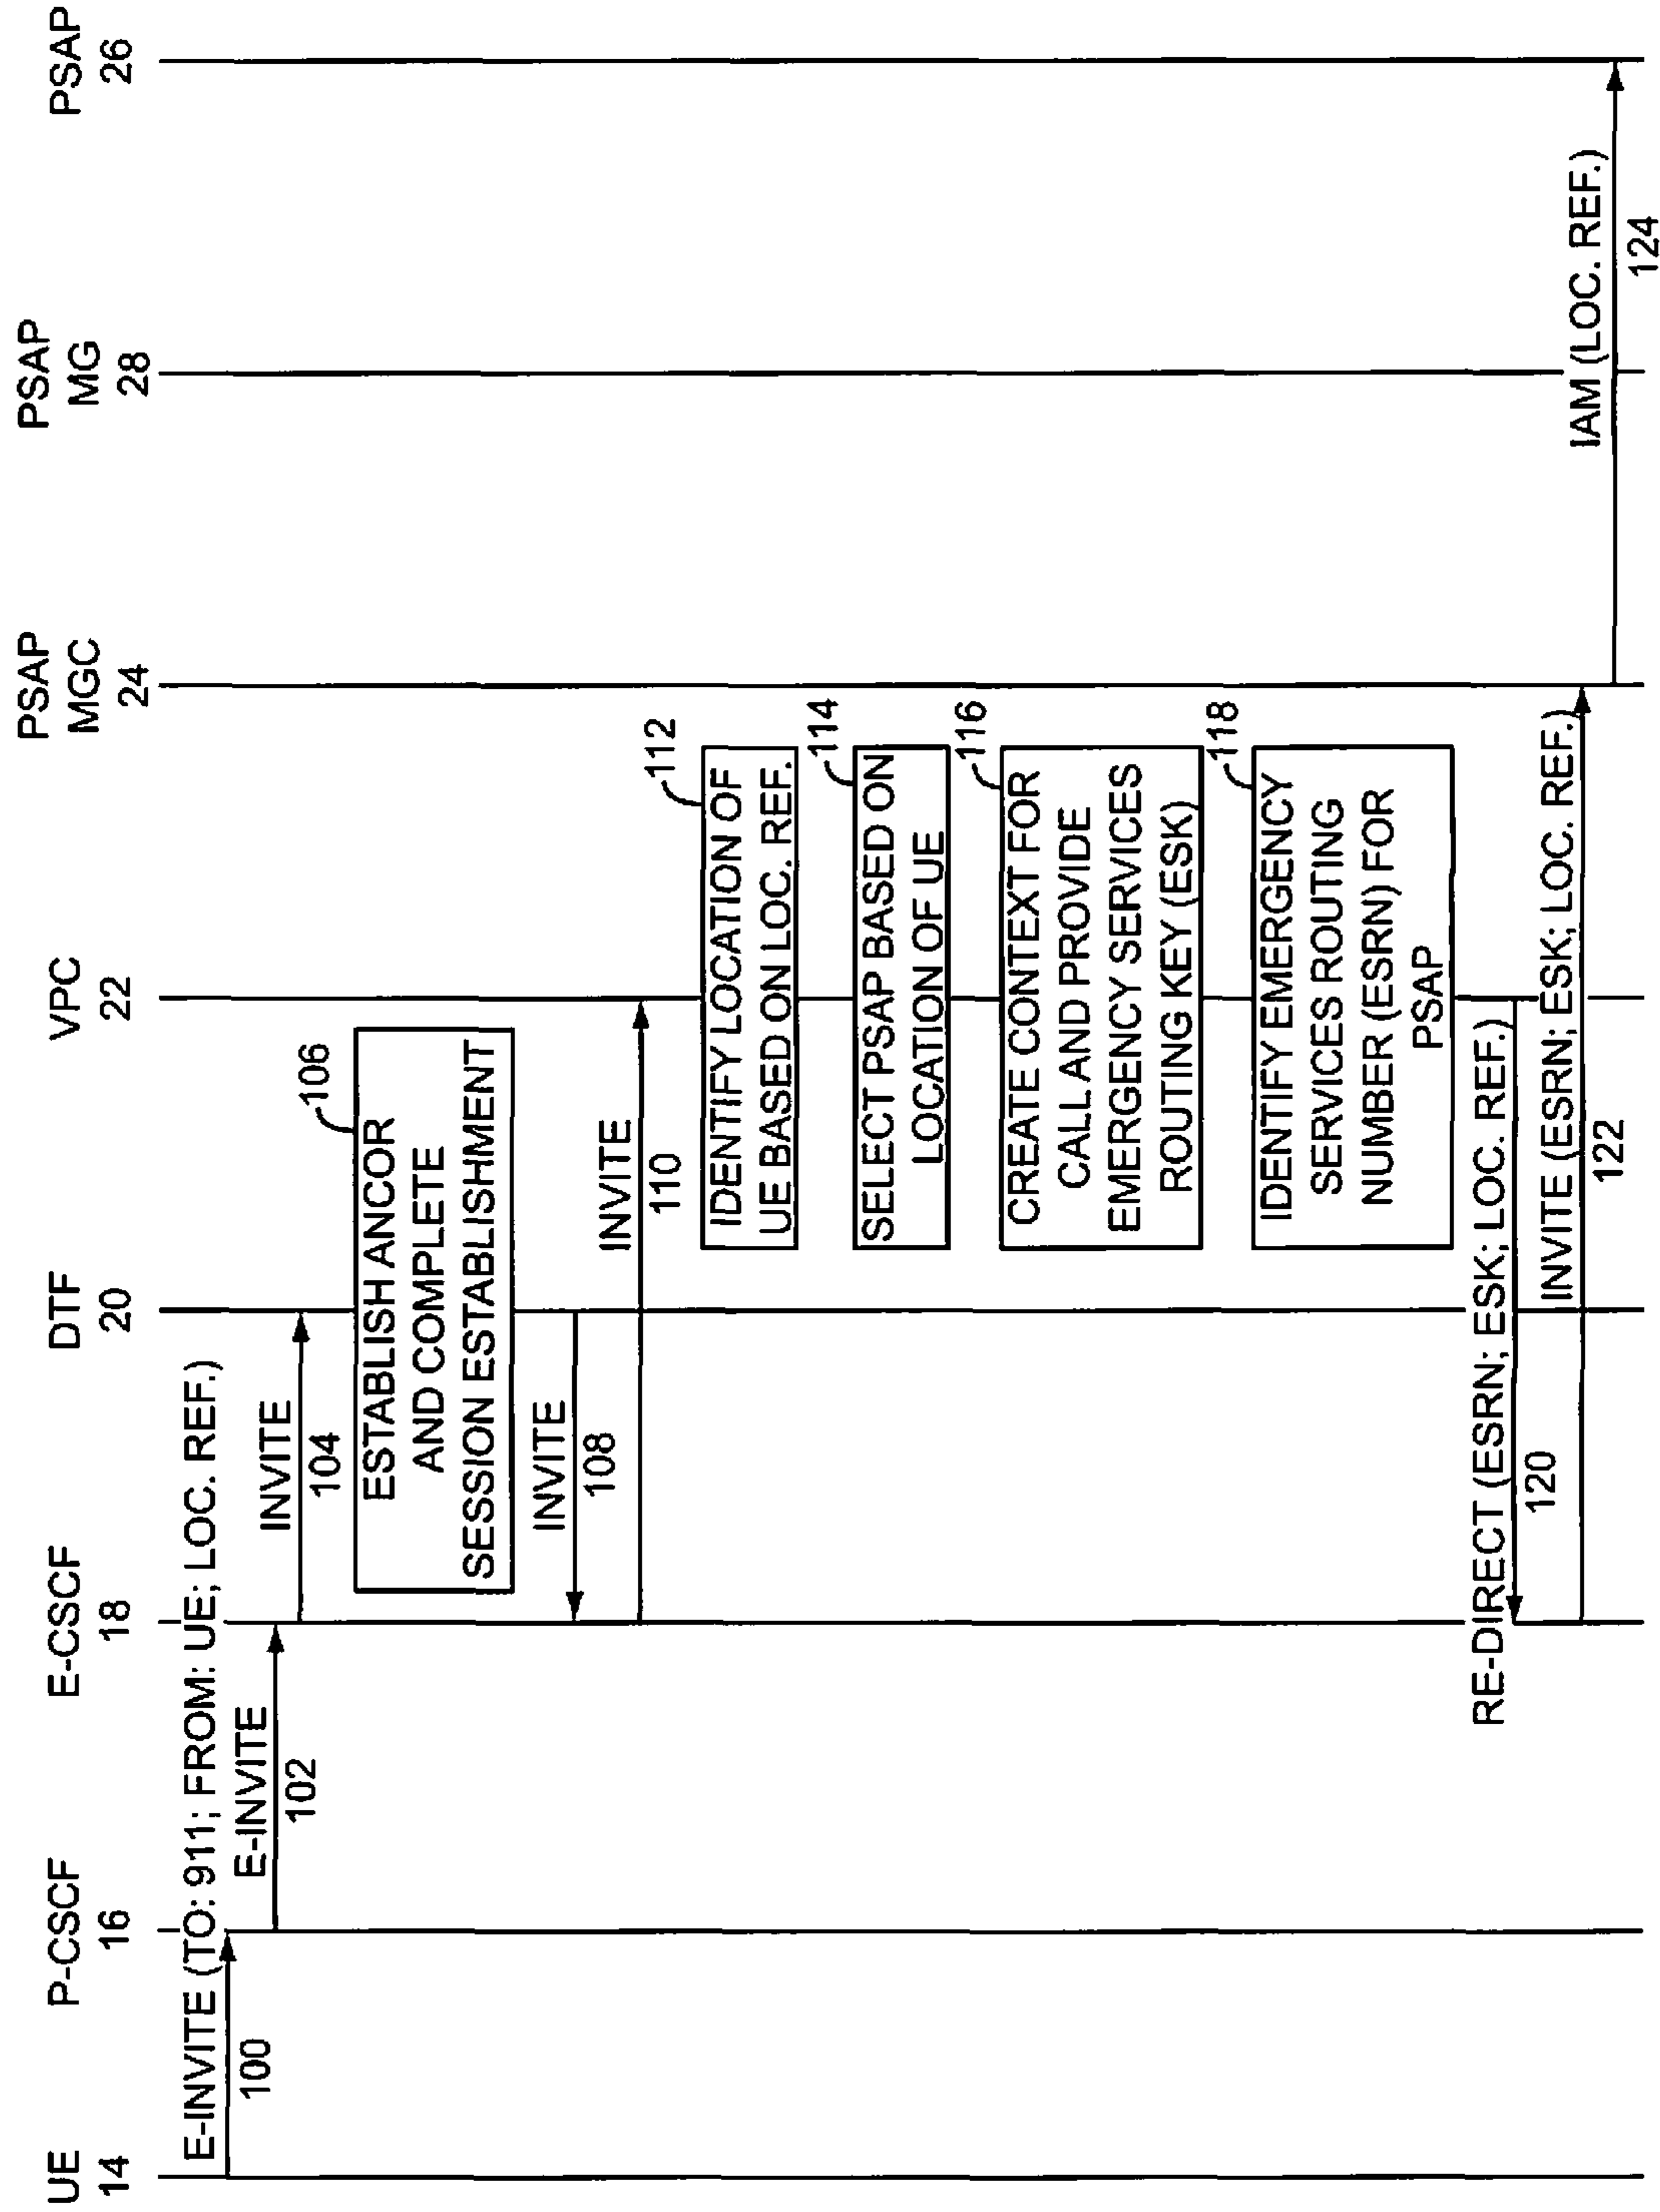 UE
14
P-CSCF
16
E-CSCF
18
DTF
20
VPC
22
PSAP
MGC
24
PSAP
MG
28
PSAP
26
E-INVITE (TO: 911; FROM: UE; LOC. REF.)
100
E-INVITE
102
INVITE
104
106
ESTABLISH ANCOR
AND COMPLETE
SESSION ESTABLISHMENT
INVITE
108
INVITE
110
112
IDENTIFY LOCATION OF
UE BASED ON LOC. REF.
114
SELECT PSAP BASED ON
LOCATION OF UE
116
CREATE CONTEXT FOR
CALL AND PROVIDE
EMERGENCY SERVICES
ROUTING KEY (ESK)
118
IDENTIFY EMERGENCY
SERVICES ROUTING
NUMBER (ESRN) FOR
PSAP
RE-DIRECT (ESRN; ESK; LOC. REF.)
120
INVITE (ESRN; ESK; LOC. REF.)
122
IAM (LOC. REF.)
124